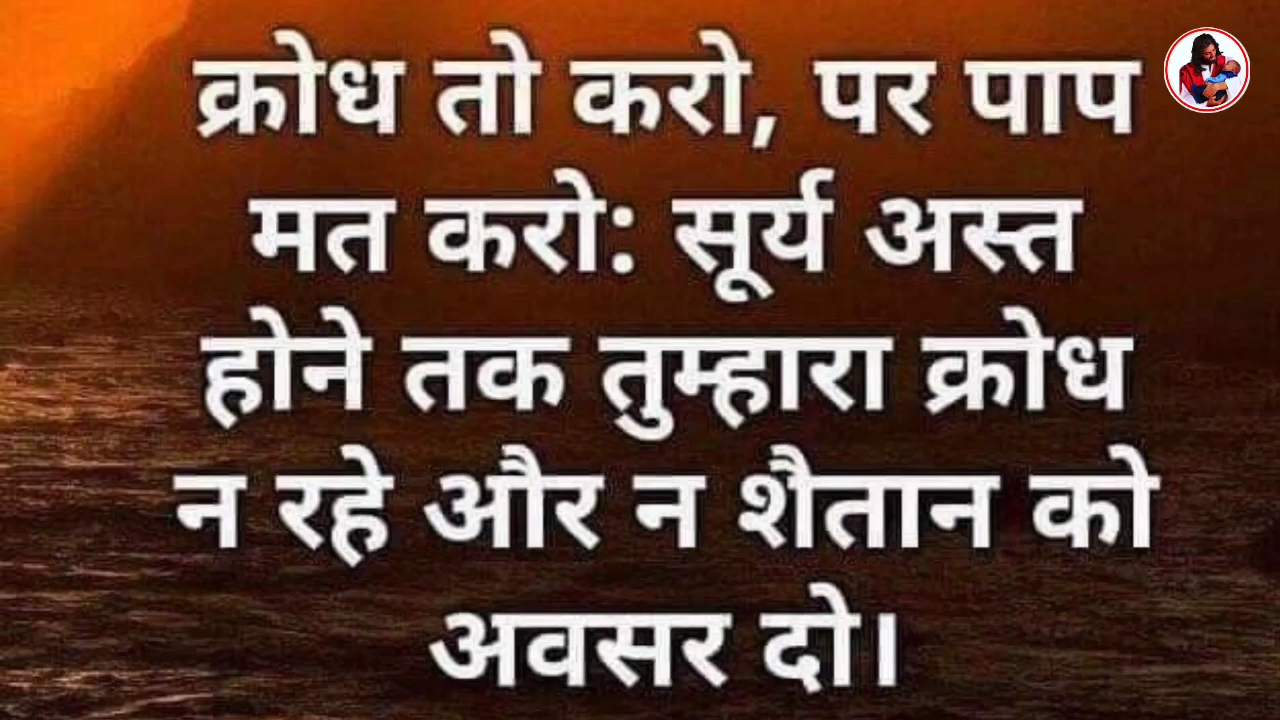 क्रोध तो करो, पर पाप
मत करो: सूर्य अस्त
होने तक तुम्हारा क्रोध
न रहे और न शैतान को
अवसर दो।